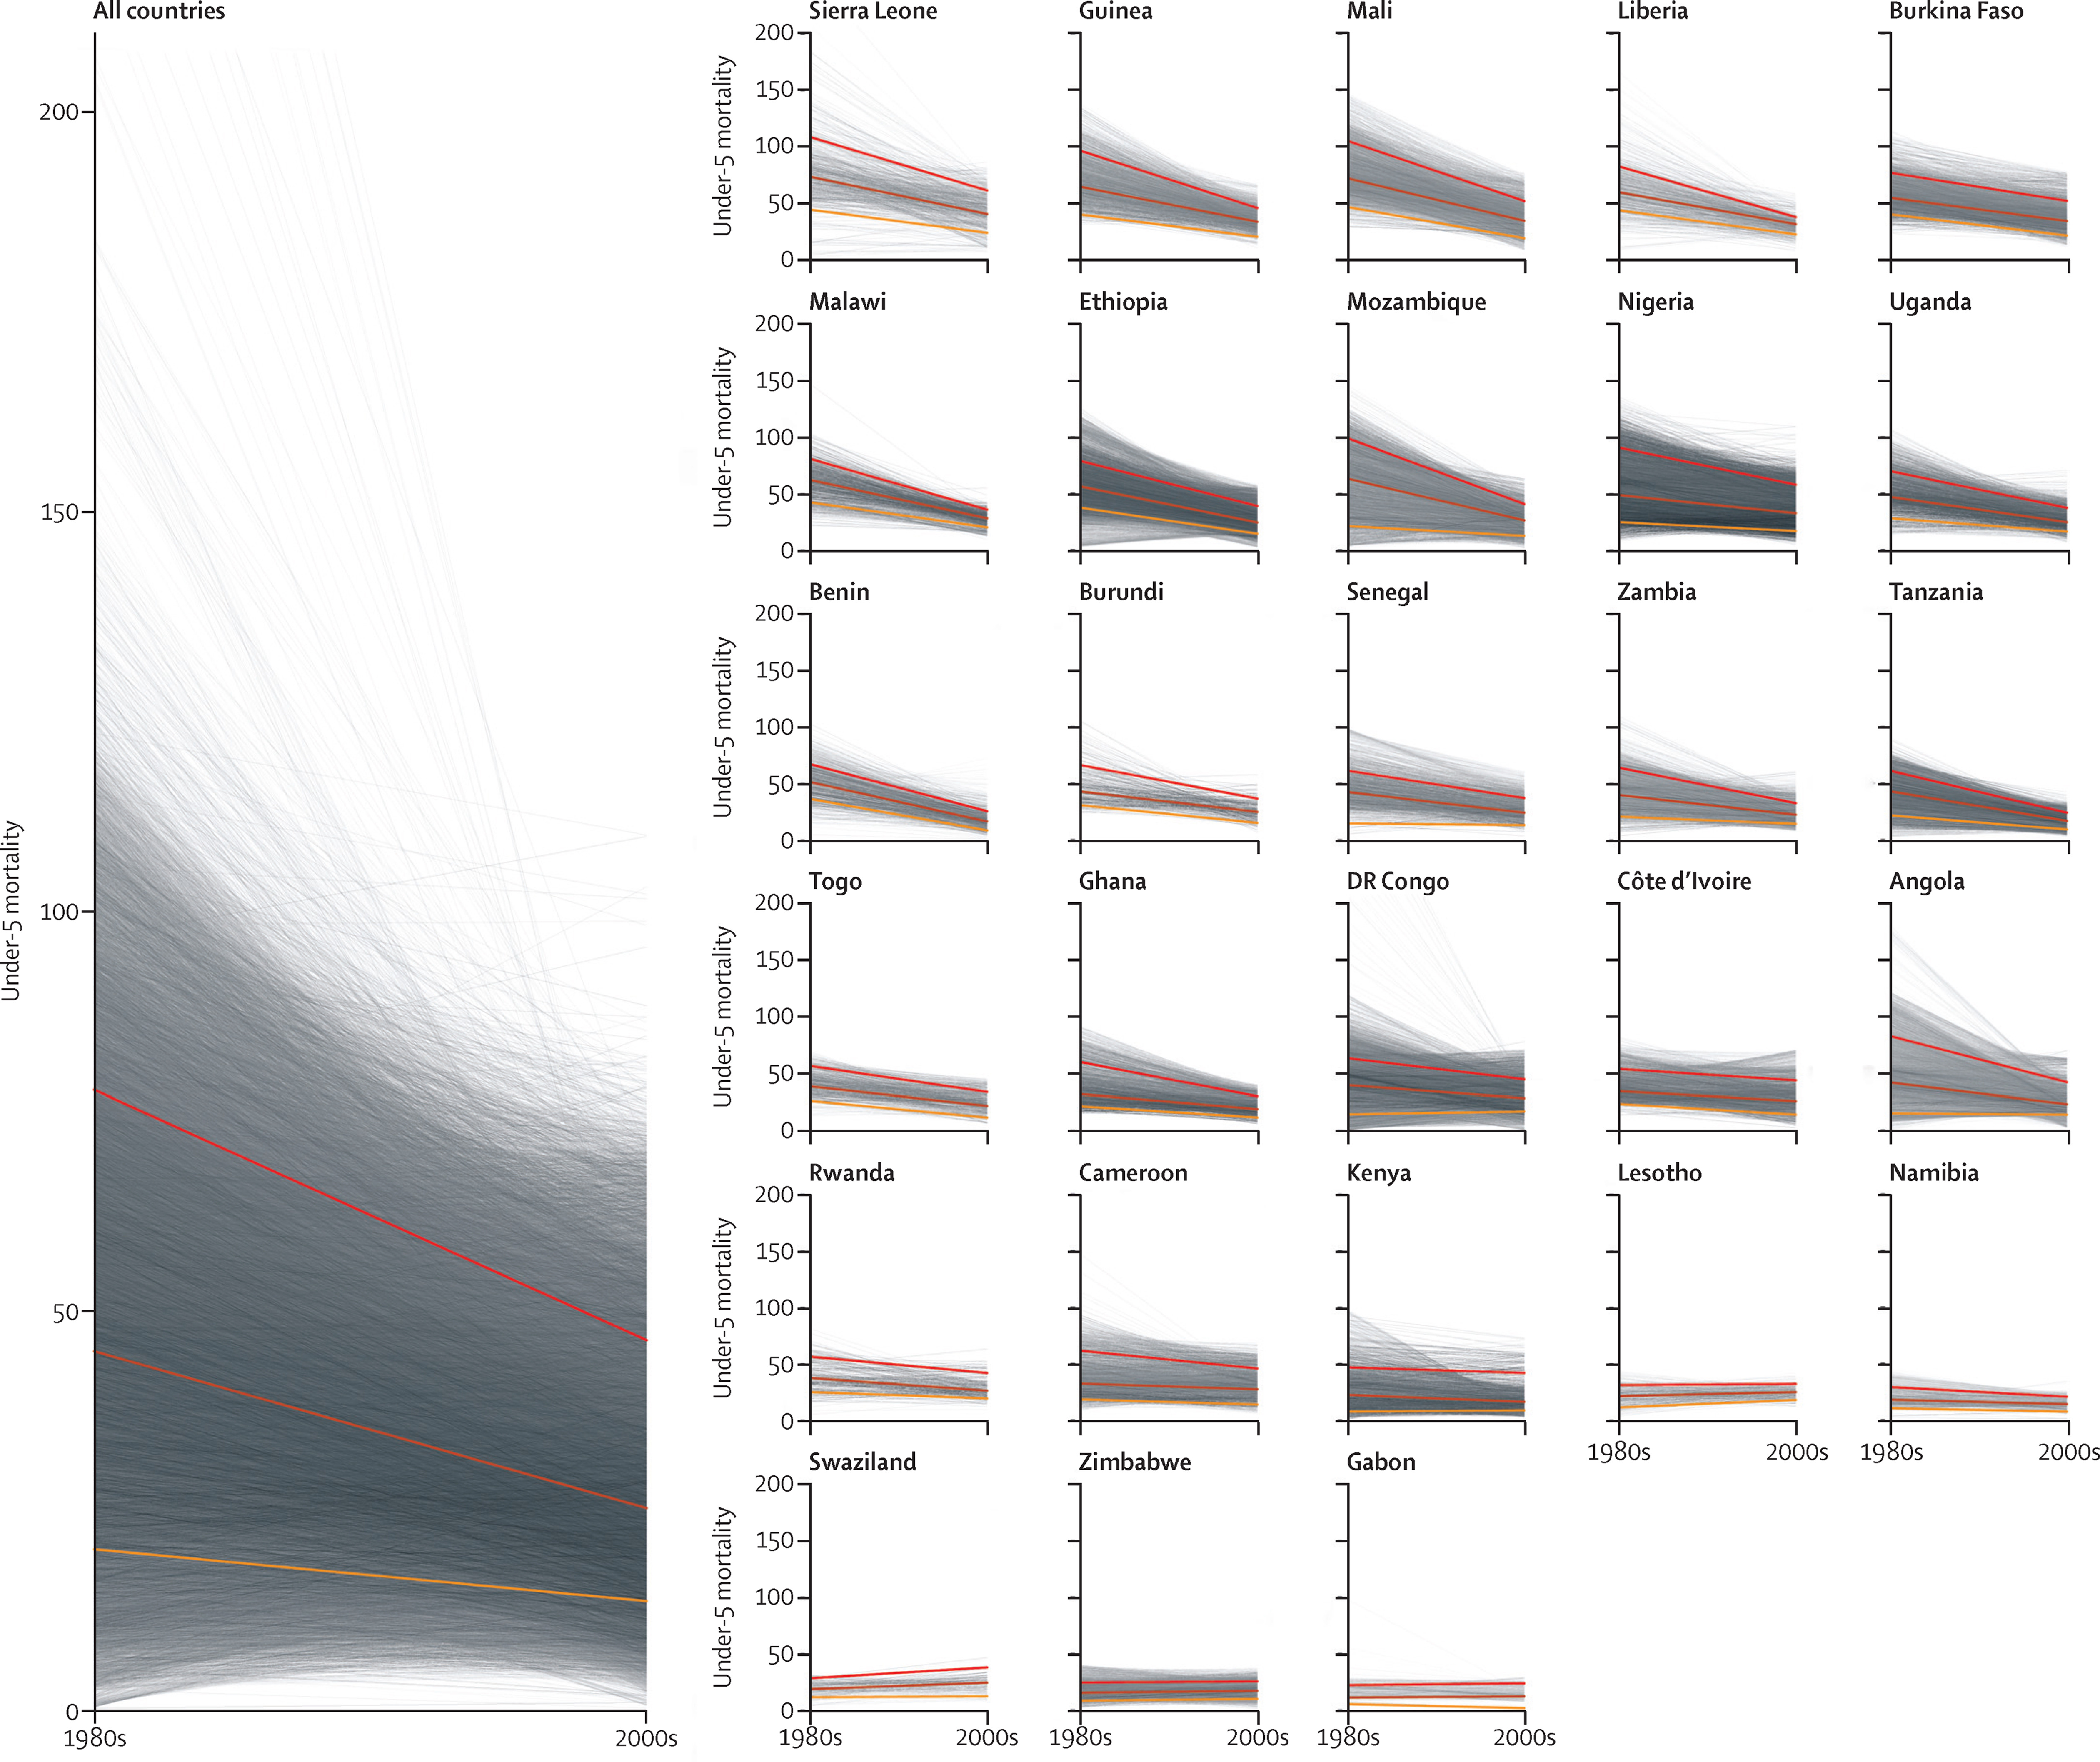 All countries
Under-5 mortality
200
150
100
50
0
1980s 2000s
Sierra Leone Guinea Mali Liberia Burkina Faso
Under-5 mortality
200
150
100
50
0
Malawi Ethiopia Mozambique Nigeria Uganda
Under-5 mortality
200
150
100
50
0
Benin Burundi Senegal Zambia Tanzania
Under-5 mortality
200
150
100
50
0
Togo Ghana DR Congo Côte d’Ivoire Angola
Under-5 mortality
200
150
100
50
0
Rwanda Cameroon Kenya Lesotho Namibia
Under-5 mortality
200
150
100
50
0
1980s 2000s 1980s 2000s
Swaziland Zimbabwe Gabon
Under-5 mortality
200
150
100
50
0
1980s 2000s 1980s 2000s 1980s 2000s